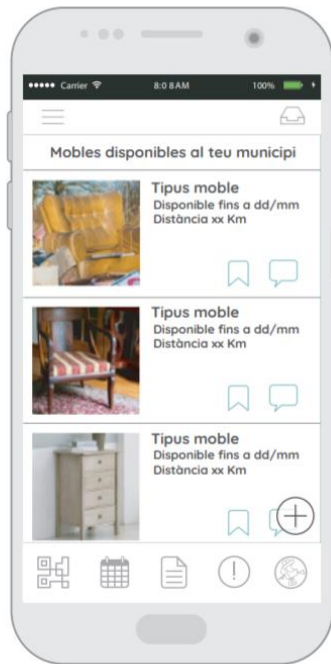 Carrier 8:08 AM 100%
Mobles disponibles al teu municipi
Tipus moble
Disponible fins a dd/mm
Distància xx Km
Tipus moble
Disponible fins a dd/mm
Distància xx Km
Tipus moble
Disponible fins a dd/mm
Distància xx Km